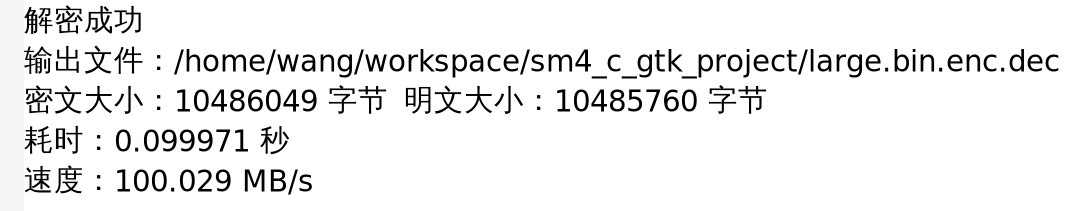 解密成功
输出文件：/home/wang/workspace/sm4_c_gtk_project/large.bin.enc.dec
密文大小：10486049 字节  明文大小：10485760 字节
耗时：0.099971 秒
速度：100.029 MB/s